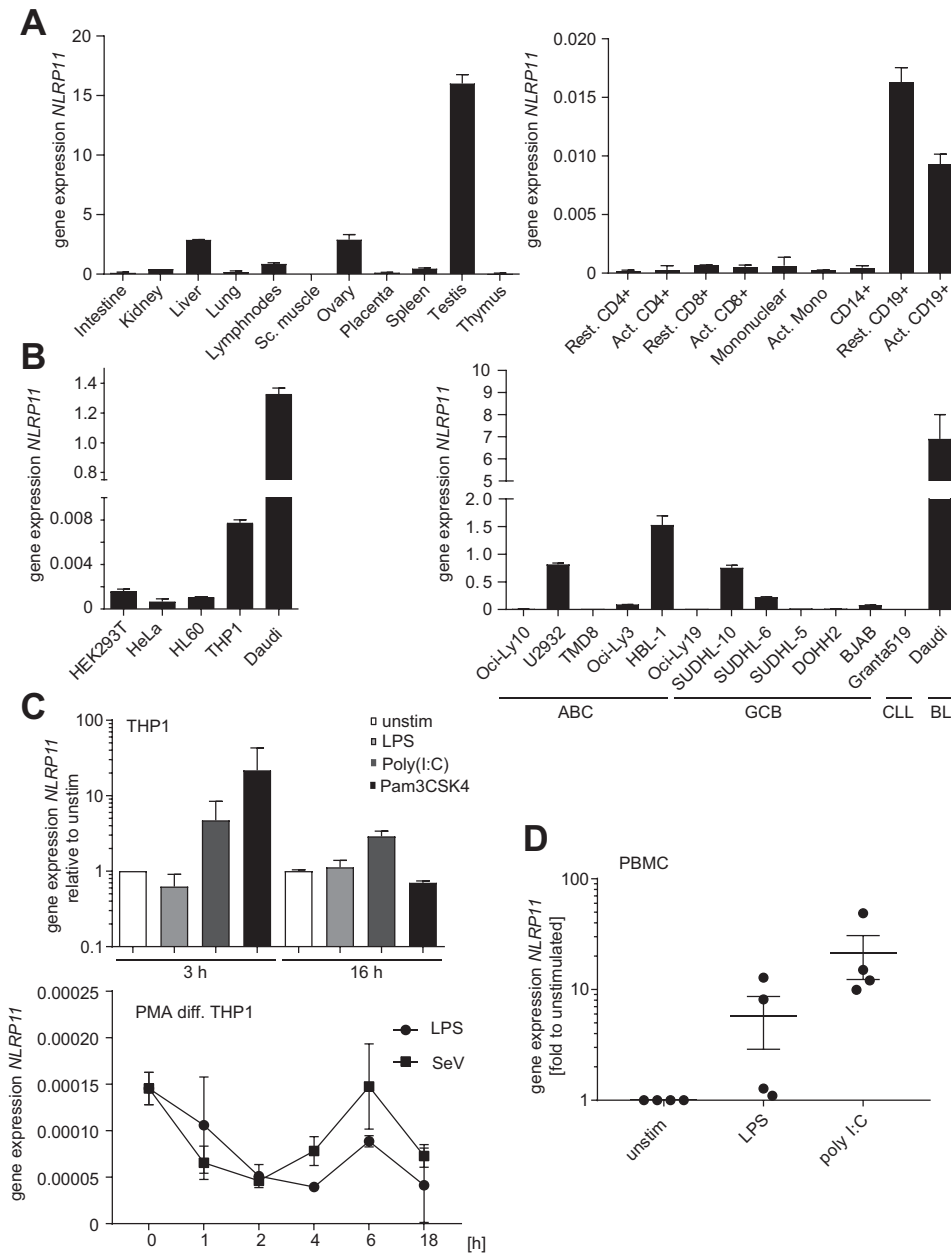 A
gene expression NLRP11
20
15
10
5
0
Intestine
Kidney
Liver
Lung
Lymphnodes
Sc. muscle
Ovary
Placenta
Spleen
Testis
Thymus
gene expression NLRP11
0.020
0.015
0.010
0.005
0
Rest. CD4+
Act. CD4+
Rest. CD8+
Act. CD8+
Mononuclear
Act. Mono
CD14+
Rest. CD19+
Act. CD19+
B
gene expression NLRP11
1.4
1.2
1.0
0.8
0.008
0.004
0
HEK293T
HeLa
HL60
THP1
Daudi
gene expression NLRP11
10
9
8
7
6
5
2.0
1.5
1.0
0.5
0
Oci-Ly10
U2932
TMD8
Oci-Ly3
HBL-1
Oci-Ly19
SUDHL-10
SUDHL-6
SUDHL-5
DOHH2
BJAB
Granta519
Daudi
ABC
GCB
CLL
BL
C
gene expression NLRP11
relative to unstim
THP1
100
10
1
0.1
unstim
LPS
Poly(I:C)
Pam3CSK4
3 h
16 h
gene expression NLRP11
PMA diff. THP1
0.00025
0.00020
0.00015
0.00010
0.00005
0
LPS
SeV
0
1
2
4
6
18
[h]
D
PBMC
gene expression NLRP11
[fold to unstimulated]
100
10
1
unstim
LPS
poly I:C